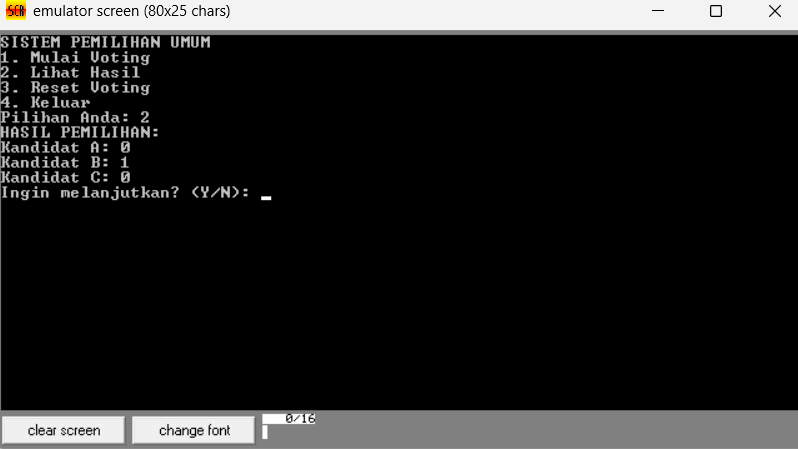 SCR emulator screen (80x25 chars)
SISTEM PEMILIHAN UMUM
1. Mulai Voting
2. Lihat Hasil
3. Reset Voting
4. Keluar
Pilihan Anda: 2
HASIL PEMILIHAN:
Kandidat A: 0
Kandidat B: 1
Kandidat C: 0
Ingin melanjutkan? (Y/N):
clear screen change font 0/16